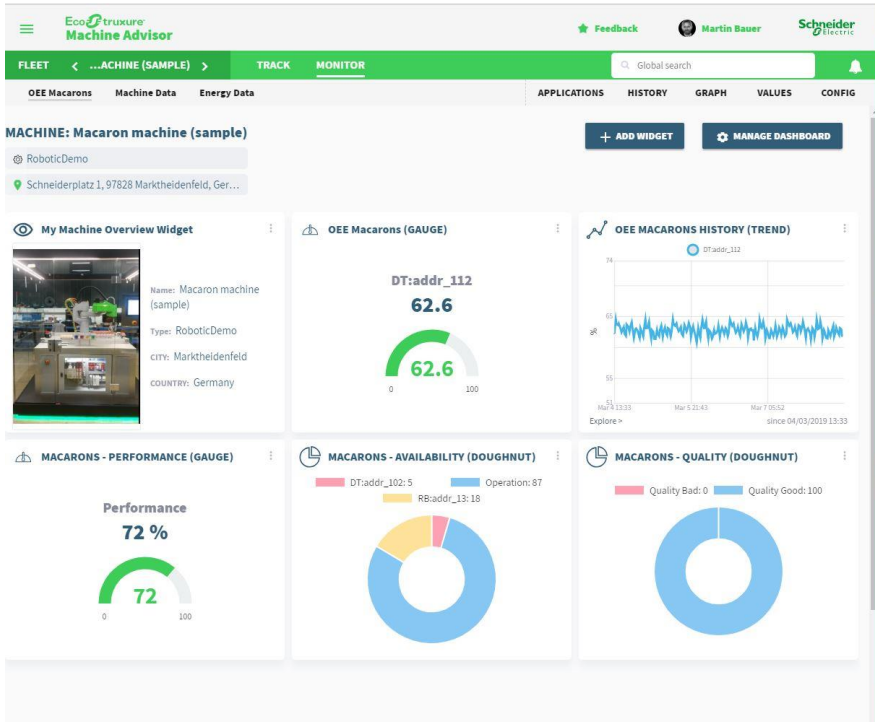 EcoStruxure
Machine Advisor
Feedback
Martin Bauer
Schneider
Electric
FLEET < ...ACHINE (SAMPLE) > TRACK MONITOR
Global search
OEE Macarons Machine Data Energy Data
APPLICATIONS HISTORY GRAPH VALUES CONFIG
MACHINE: Macaron machine (sample)
+ ADD WIDGET
MANAGE DASHBOARD
RoboticDemo
Schneiderplatz 1, 97828 Marktheidenfeld, Ger...
My Machine Overview Widget
Name: Macaron machine
(sample)
Type: RoboticDemo
CITY: Marktheidenfeld
COUNTRY: Germany
OEE Macarons (GAUGE)
DT:addr_112
62.6
62.6
0 100
OEE MACARONS HISTORY (TREND)
DT:addr_112
74
65
%
55
51
Mar 4 13:33 Mar 5 21:43 Mar 7 05:52
Explore > since 04/03/2019 13:33
MACARONS - PERFORMANCE (GAUGE)
Performance
72 %
72
0 100
MACARONS - AVAILABILITY (DOUGHNUT)
DT:addr_102: 5 Operation: 87
RB:addr_13: 18
MACARONS - QUALITY (DOUGHNUT)
Quality Bad: 0 Quality Good: 100